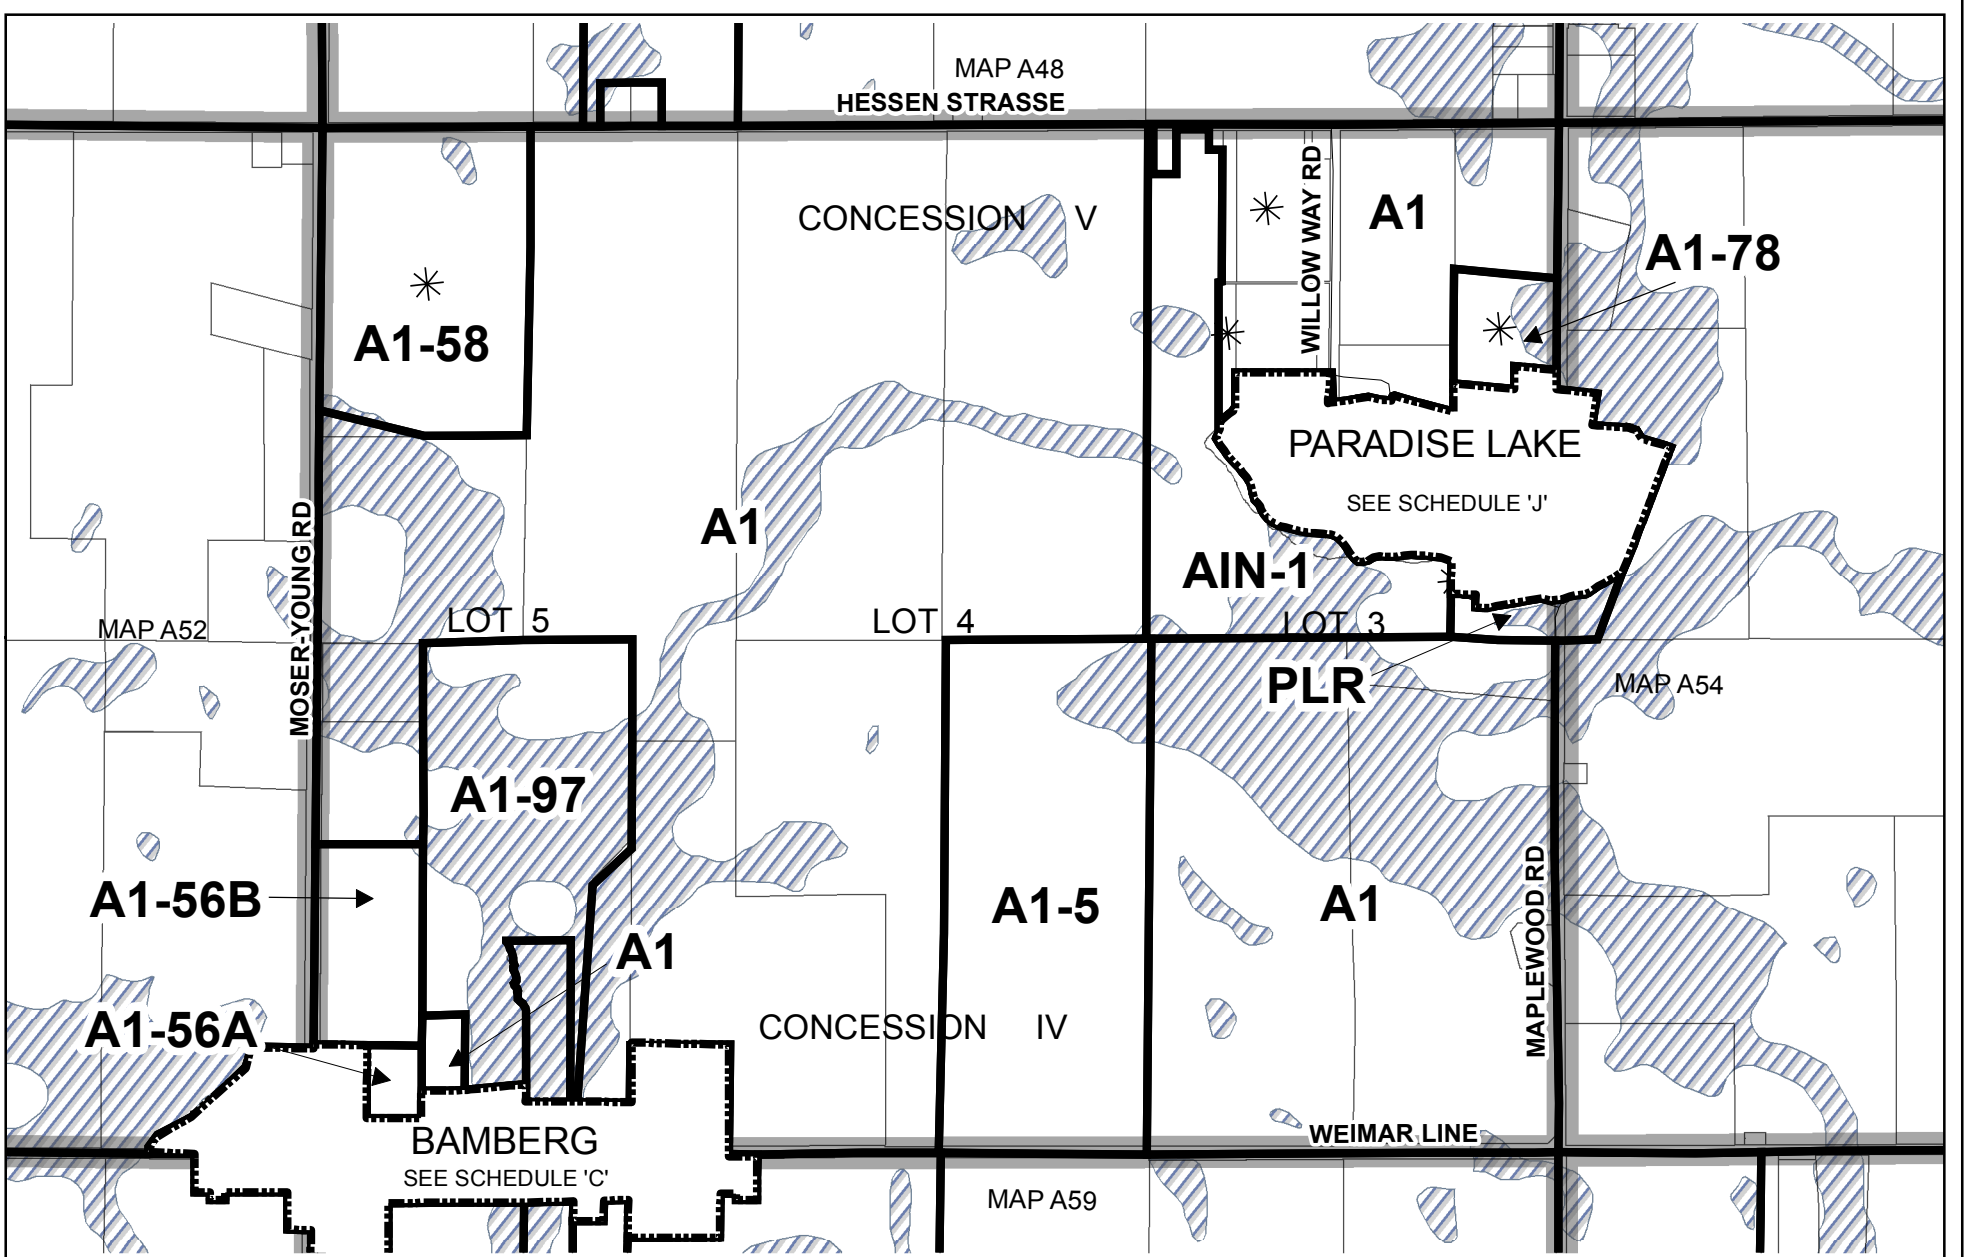 MAP A48
HESSEN STRASSE
CONCESSION V
WILLOW WAY RD
A1
A1-78
A1-58
PARADISE LAKE
SEE SCHEDULE 'J'
MOSER-YOUNG RD
A1
AIN-1
MAP A52
LOT 5
LOT 4
LOT 3
PLR
MAP A54
A1-97
A1-56B
A1-5
A1
MAPLEWOOD RD
A1
A1-56A
CONCESSION IV
BAMBERG
SEE SCHEDULE 'C'
WEIMAR LINE
MAP A59